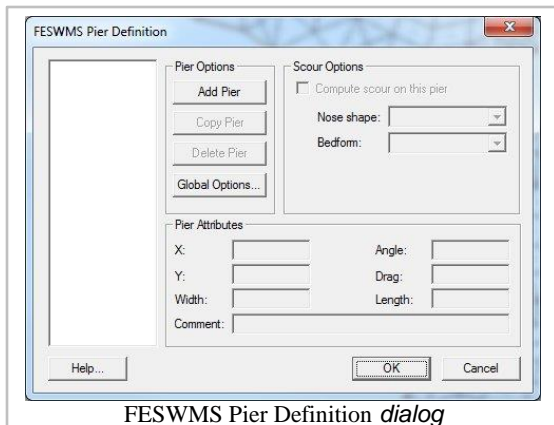 FESWMS Pier Definition
Pier Options
Add Pier
Copy Pier
Delete Pier
Global Options...
Scour Options
Compute scour on this pier
Nose shape:
Bedform:
Pier Attributes
X: Angle:
Y: Drag:
Width: Length:
Comment:
Help... OK Cancel
FESWMS Pier Definition dialog